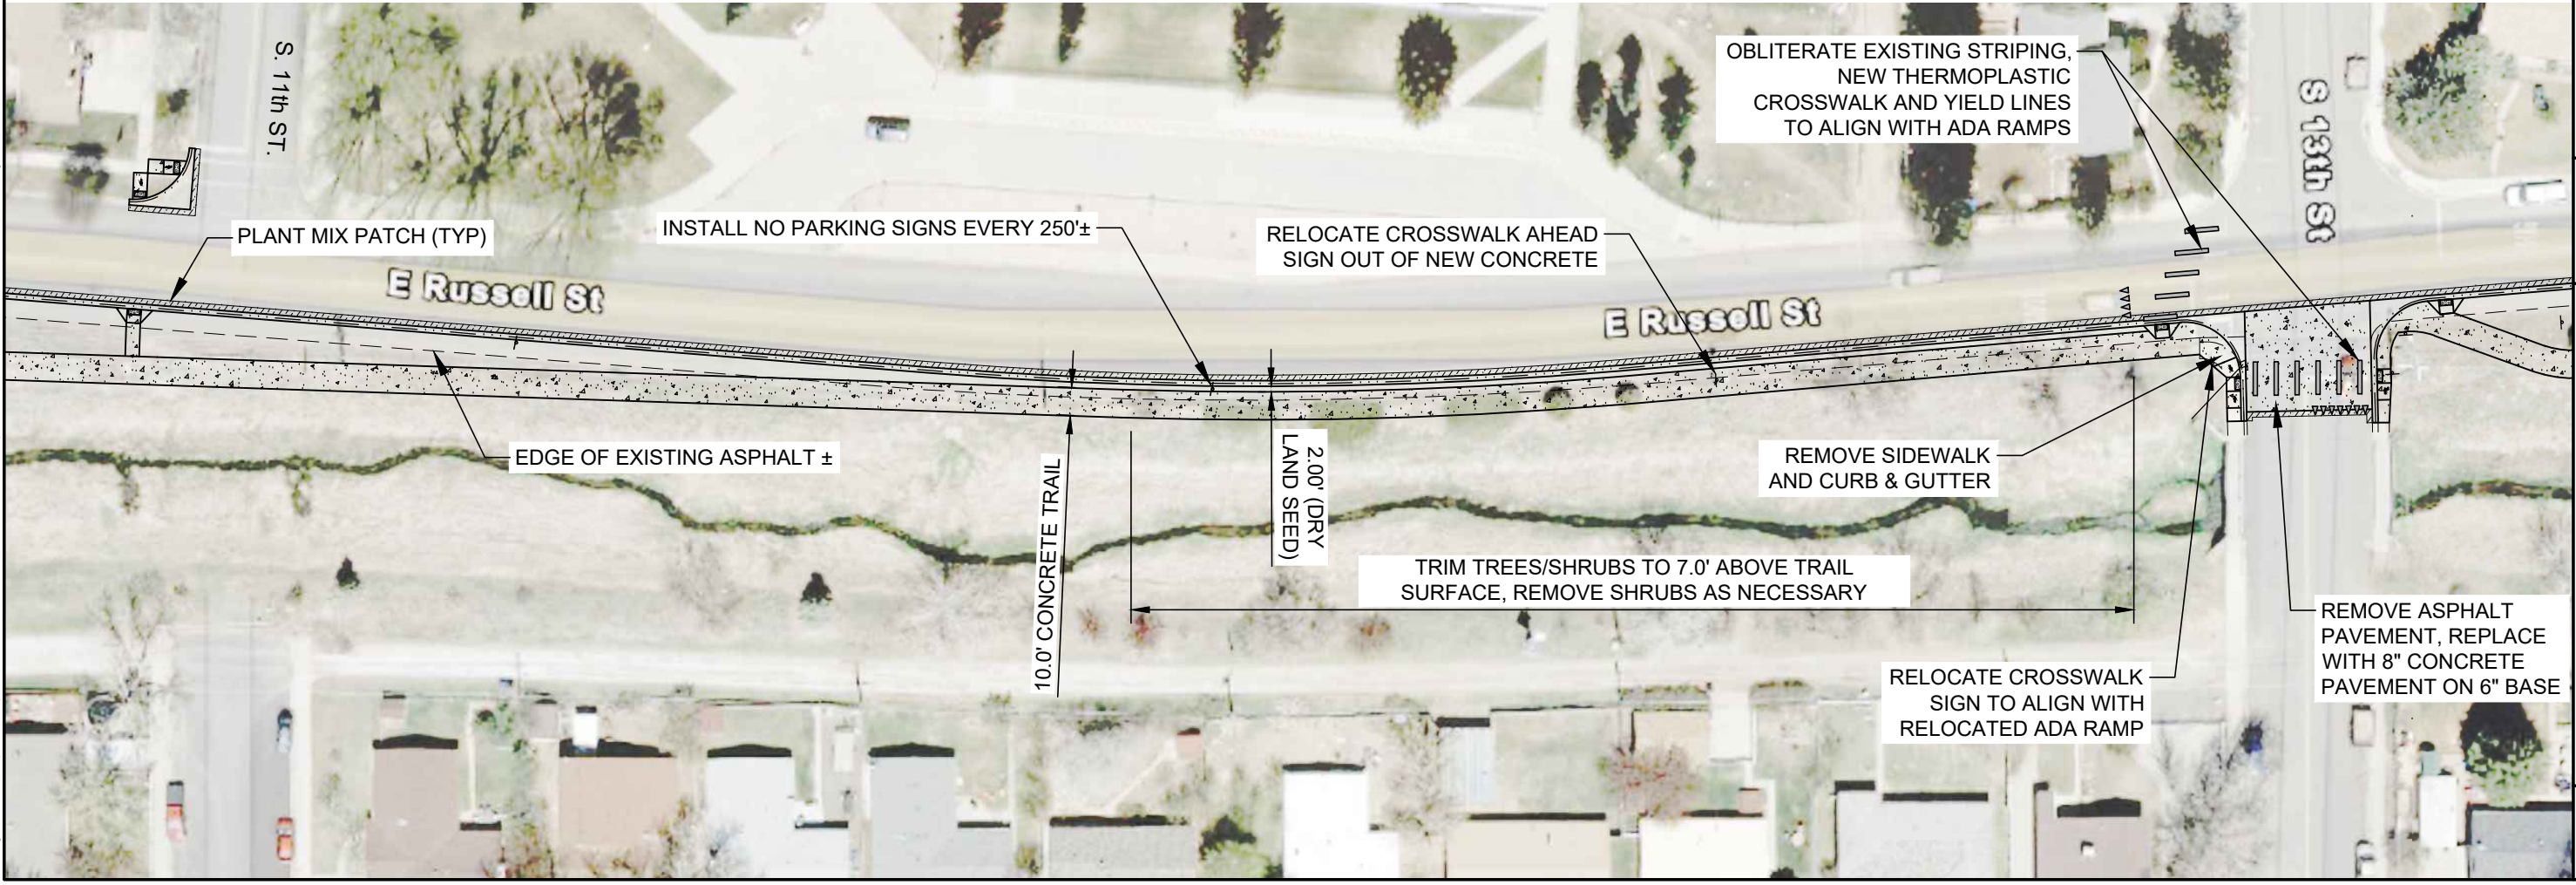 S. 11th ST.
OBLITERATE EXISTING STRIPING,
NEW THERMOPLASTIC
CROSSWALK AND YIELD LINES
TO ALIGN WITH ADA RAMPS
S 13th St
PLANT MIX PATCH (TYP)
INSTALL NO PARKING SIGNS EVERY 250'±
RELOCATE CROSSWALK AHEAD
SIGN OUT OF NEW CONCRETE
E Russell St
E Russell St
EDGE OF EXISTING ASPHALT ±
10.0' CONCRETE TRAIL
2.00' (DRY
LAND SEED)
REMOVE SIDEWALK
AND CURB & GUTTER
TRIM TREES/SHRUBS TO 7.0' ABOVE TRAIL
SURFACE, REMOVE SHRUBS AS NECESSARY
RELOCATE CROSSWALK
SIGN TO ALIGN WITH
RELOCATED ADA RAMP
REMOVE ASPHALT
PAVEMENT, REPLACE
WITH 8" CONCRETE
PAVEMENT ON 6" BASE